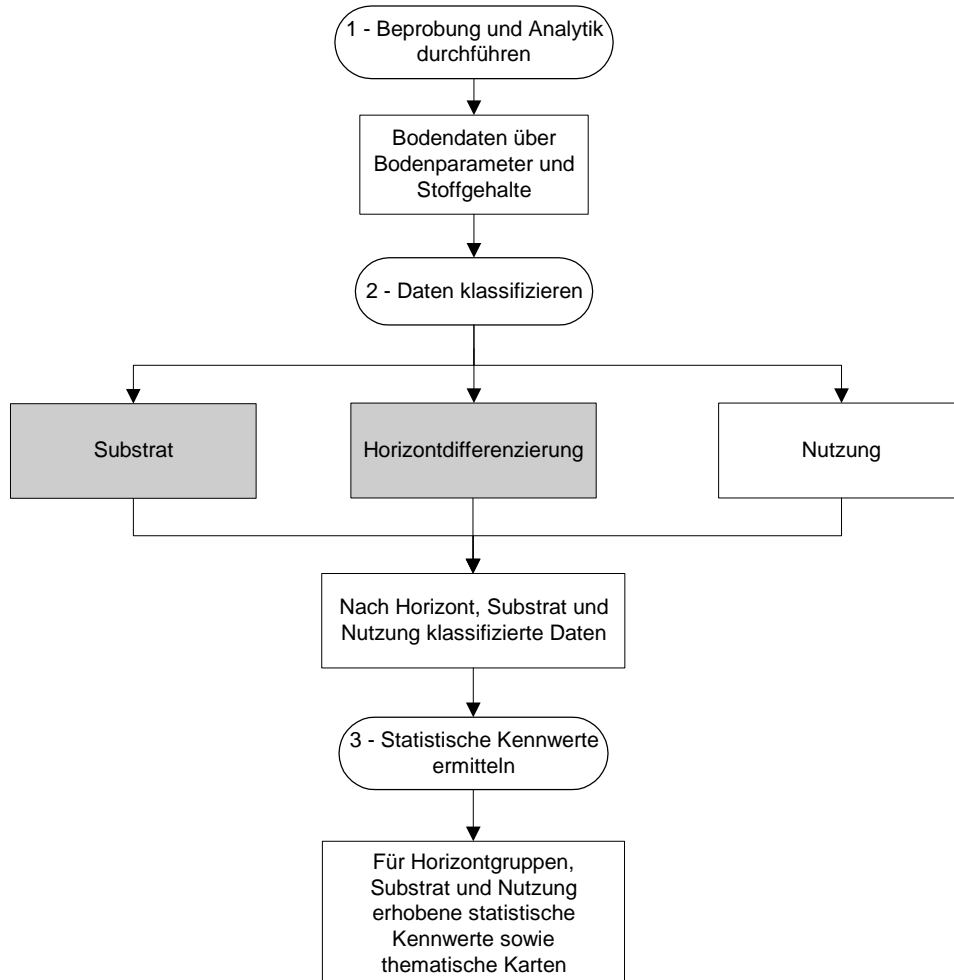 1 - Beprobung und Analytik
durchführen
Bodendaten über
Bodenparameter und
Stoffgehalte
2 - Daten klassifizieren
Substrat
Horizontdifferenzierung
Nutzung
Nach Horizont, Substrat und
Nutzung klassifizierte Daten
3 - Statistische Kennwerte
ermitteln
Für Horizontgruppen,
Substrat und Nutzung
erhobene statistische
Kennwerte sowie
thematische Karten